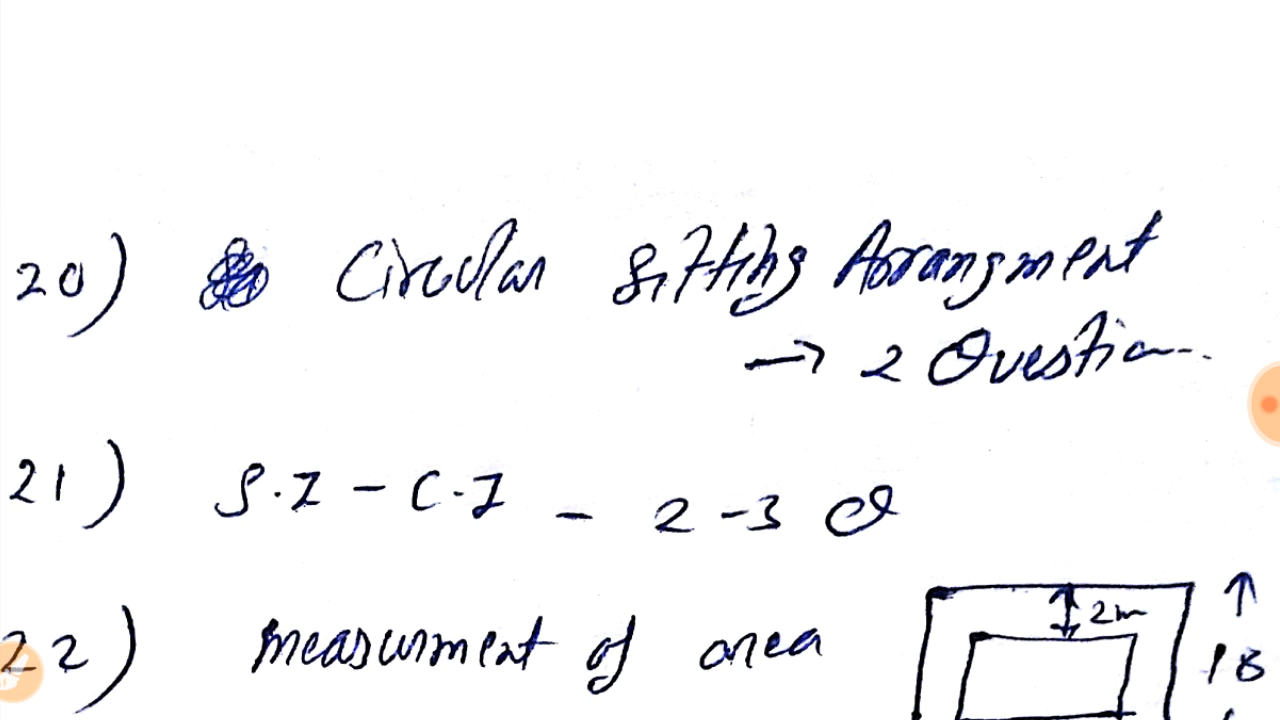 20) Circular Sitting Arrangment
→ 2 Question..
21) S.I - C.I - 2-3 Q
22) measurment of area
2m
18